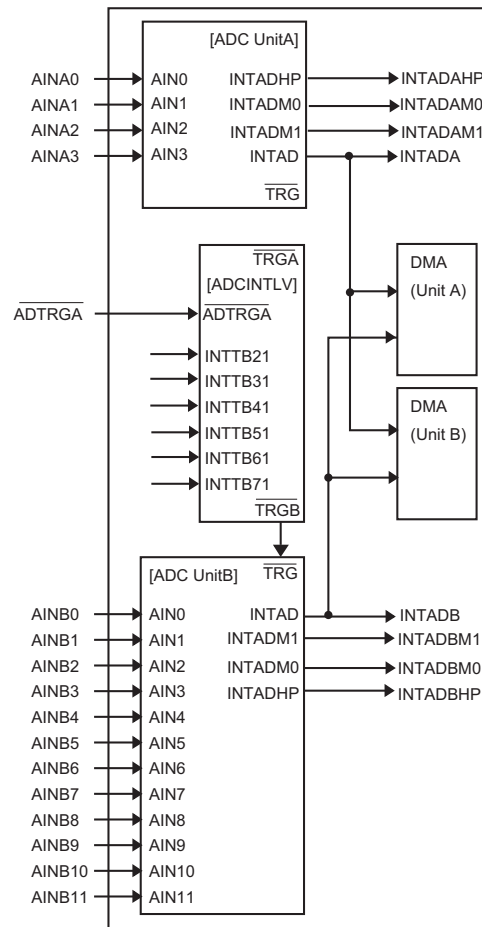 [ADC UnitA]
AINA0 AIN0 INTADHP INTADAHP
AINA1 AIN1 INTADM0 INTADAM0
AINA2 AIN2 INTADM1 INTADAM1
AINA3 AIN3 INTAD INTADA
TRG
TRGA
[ADCINTLV]
ADTRGA ADTRGA
INTTB21
INTTB31
INTTB41
INTTB51
INTTB61
INTTB71
TRGB
DMA
(Unit A)
DMA
(Unit B)
[ADC UnitB] TRG
AINB0 AIN0 INTAD INTADB
AINB1 AIN1 INTADM1 INTADBM1
AINB2 AIN2 INTADM0 INTADBM0
AINB3 AIN3 INTADHP INTADBHP
AINB4 AIN4
AINB5 AIN5
AINB6 AIN6
AINB7 AIN7
AINB8 AIN8
AINB9 AIN9
AINB10 AIN10
AINB11 AIN11